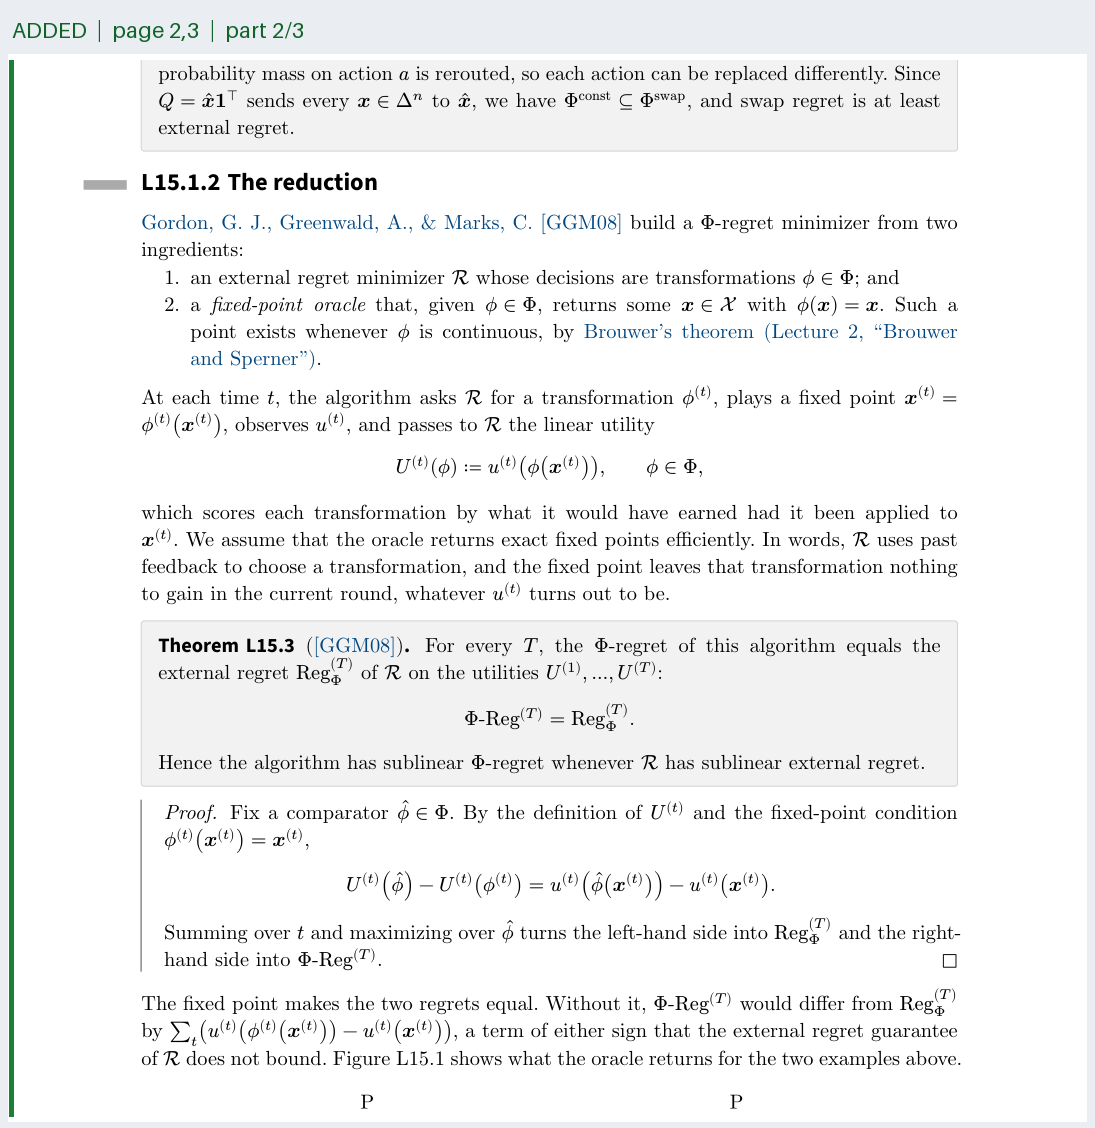 ADDED | page 2,3 | part 2/3
probability mass on action a is rerouted, so each action can be replaced differently. Since
Q = x̂1⊤ sends every x ∈ Δⁿ to x̂, we have Φ^const ⊆ Φ^swap, and swap regret is at least
external regret.
L15.1.2 The reduction
Gordon, G. J., Greenwald, A., & Marks, C. [GGM08] build a Φ-regret minimizer from two
ingredients:
1. an external regret minimizer ℛ whose decisions are transformations ϕ ∈ Φ; and
2. a fixed-point oracle that, given ϕ ∈ Φ, returns some x ∈ 𝒳 with ϕ(x) = x. Such a
point exists whenever ϕ is continuous, by Brouwer's theorem (Lecture 2, “Brouwer
and Sperner”).
At each time t, the algorithm asks ℛ for a transformation ϕ^(t), plays a fixed point x^(t) =
ϕ^(t)(x^(t)), observes u^(t), and passes to ℛ the linear utility
U^(t)(ϕ) ≔ u^(t)(ϕ(x^(t))), ϕ ∈ Φ,
which scores each transformation by what it would have earned had it been applied to
x^(t). We assume that the oracle returns exact fixed points efficiently. In words, ℛ uses past
feedback to choose a transformation, and the fixed point leaves that transformation nothing
to gain in the current round, whatever u^(t) turns out to be.
Theorem L15.3 ([GGM08]). For every T, the Φ-regret of this algorithm equals the
external regret Reg_Φ^(T) of ℛ on the utilities U^(1), ..., U^(T):
Φ-Reg^(T) = Reg_Φ^(T).
Hence the algorithm has sublinear Φ-regret whenever ℛ has sublinear external regret.
Proof. Fix a comparator ϕ̂ ∈ Φ. By the definition of U^(t) and the fixed-point condition
ϕ^(t)(x^(t)) = x^(t),
U^(t)(ϕ̂) − U^(t)(ϕ^(t)) = u^(t)(ϕ̂(x^(t))) − u^(t)(x^(t)).
Summing over t and maximizing over ϕ̂ turns the left-hand side into Reg_Φ^(T) and the right-
hand side into Φ-Reg^(T). □
The fixed point makes the two regrets equal. Without it, Φ-Reg^(T) would differ from Reg_Φ^(T)
by ∑_t(u^(t)(ϕ^(t)(x^(t))) − u^(t)(x^(t))), a term of either sign that the external regret guarantee
of ℛ does not bound. Figure L15.1 shows what the oracle returns for the two examples above.
P P